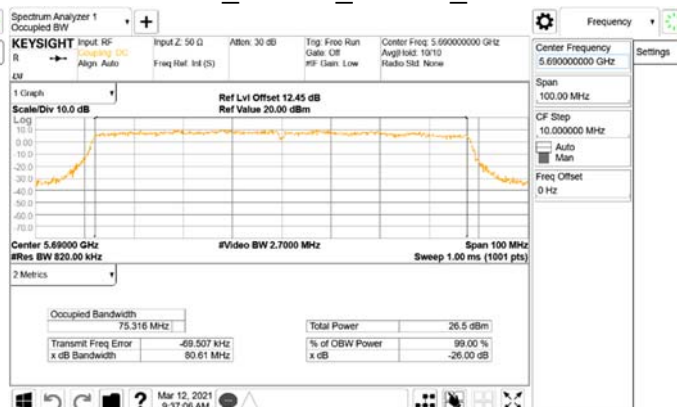 Spectrum Analyzer 1
Occupied BW
+
Frequency
KEYSIGHT Input: RF Input Z: 50 Ω Atten: 30 dB Trig: Free Run Center Freq: 5.690000000 GHz
R Coupling: DC Gate: Off Avg|Hold: 10/10
Align: Auto Freq Ref: Int (S) #IF Gain: Low Radio Std: None
LXI
Center Frequency
5.690000000 GHz
Settings
Span
100.00 MHz
CF Step
10.000000 MHz
Auto
Man
Freq Offset
0 Hz
1 Graph
Scale/Div 10.0 dB
Ref Lvl Offset 12.45 dB
Ref Value 20.00 dBm
Log
10.0
0.00
-10.0
-20.0
-30.0
-40.0
-50.0
-60.0
-70.0
Center 5.69000 GHz #Video BW 2.7000 MHz Span 100 MHz
#Res BW 820.00 kHz Sweep 1.00 ms (1001 pts)
2 Metrics
Occupied Bandwidth
75.316 MHz
Total Power 26.5 dBm
Transmit Freq Error -69.507 kHz % of OBW Power 99.00 %
x dB Bandwidth 80.61 MHz x dB -26.00 dB
?
Mar 12, 2021
9:37:06 AM